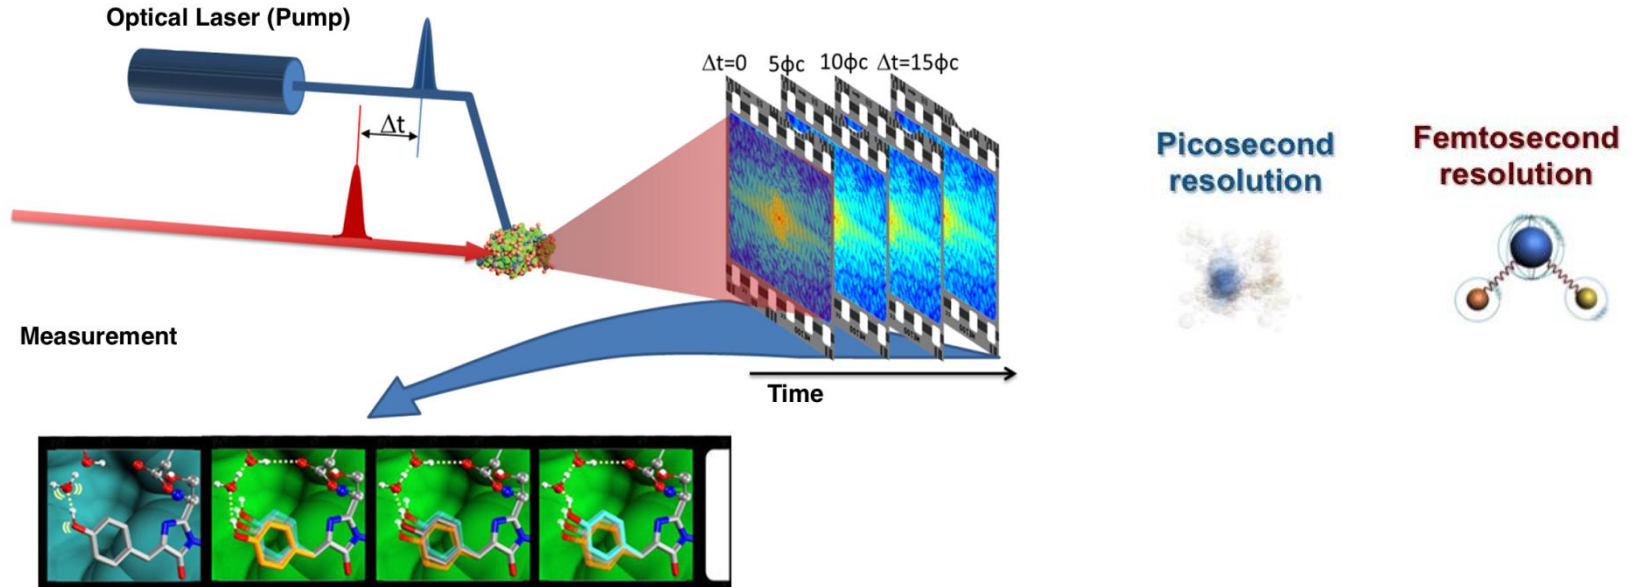 Optical Laser (Pump)
Δt
Δt=0
5ϕc
10ϕc
Δt=15ϕc
Picosecond
resolution
Femtosecond
resolution
Measurement
Time